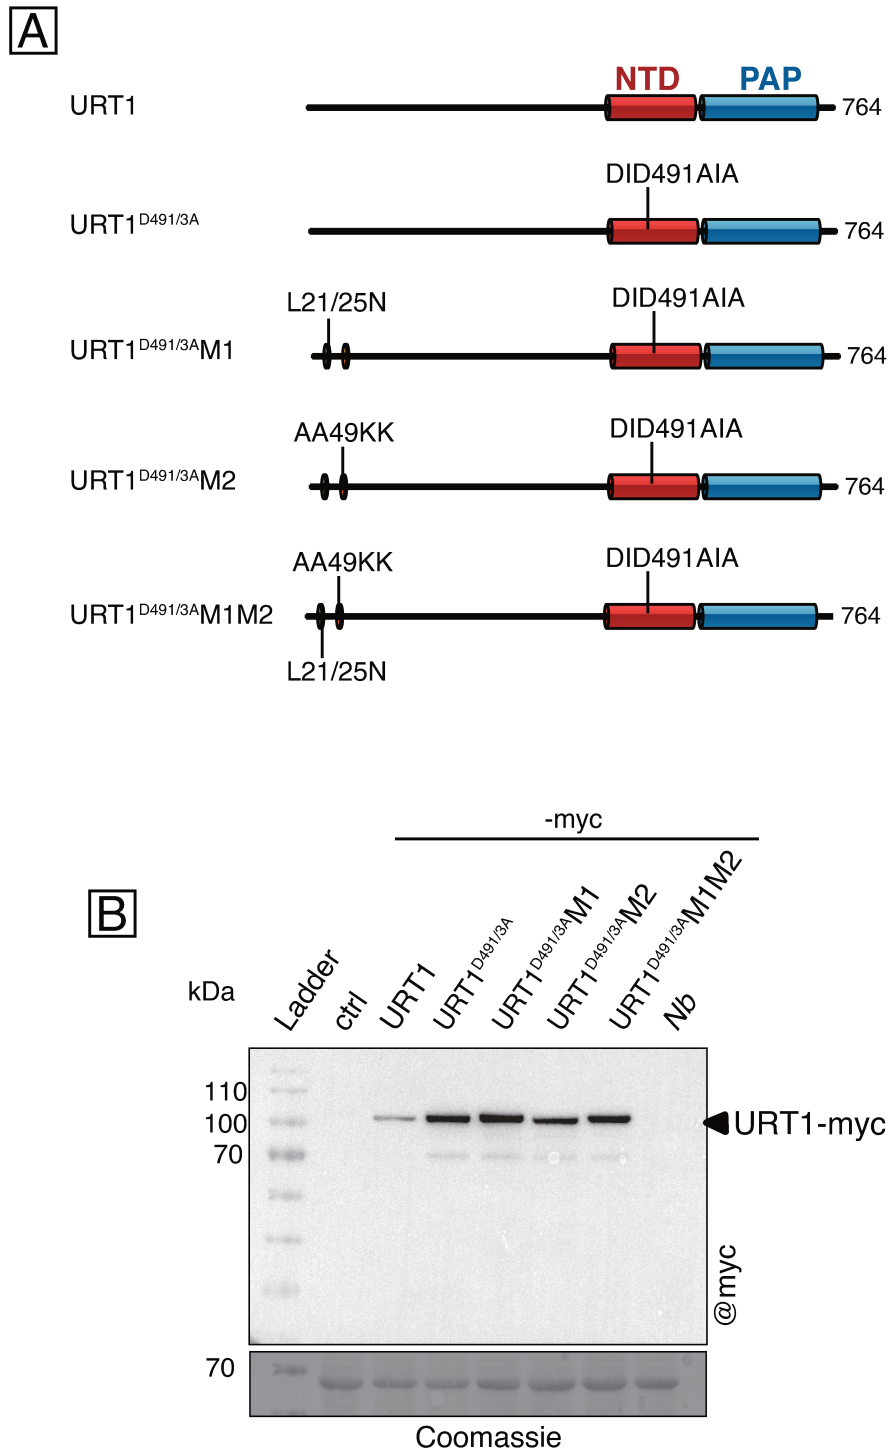 A
NTD PAP
URT1 764
DID491AIA
URT1D491/3A 764
L21/25N DID491AIA
URT1D491/3AM1 764
AA49KK DID491AIA
URT1D491/3AM2 764
AA49KK DID491AIA
URT1D491/3AM1M2 764
L21/25N
-myc
B
kDa
Ladder
ctrl
URT1
URT1D491/3A
URT1D491/3AM1
URT1D491/3AM2
URT1D491/3AM1M2
Nb
110
100
70
URT1-myc
@myc
70
Coomassie